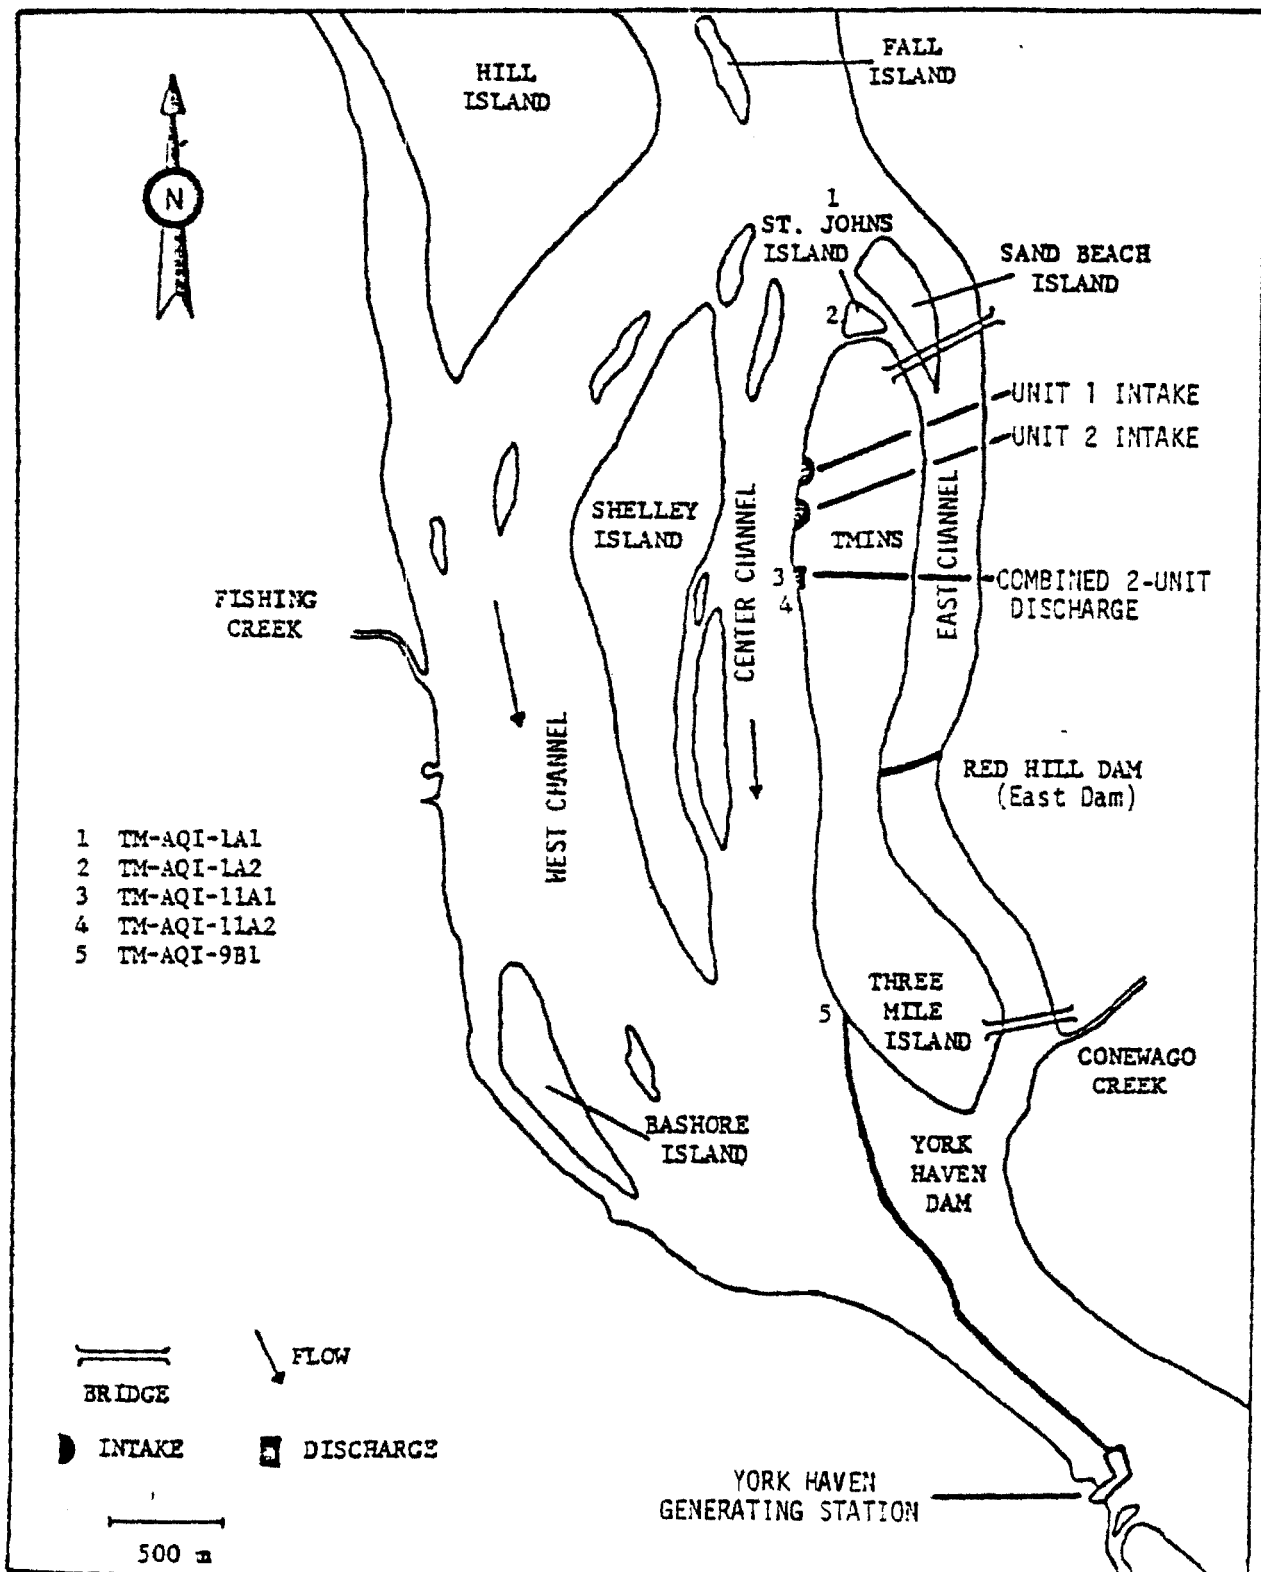 FALL
ISLAND
HILL
ISLAND
N
1
ST. JOHNS
ISLAND
SAND BEACH
ISLAND
2
UNIT 1 INTAKE
UNIT 2 INTAKE
SHELLEY
ISLAND
CENTER CHANNEL
TMINS
EAST CHANNEL
3
COMBINED 2-UNIT
DISCHARGE
4
FISHING
CREEK
WEST CHANNEL
RED HILL DAM
(East Dam)
1 TM-AQI-1A1
2 TM-AQI-1A2
3 TM-AQI-11A1
4 TM-AQI-11A2
5 TM-AQI-9B1
THREE
MILE
ISLAND
5
CONEWAGO
CREEK
BASHORE
ISLAND
YORK
HAVEN
DAM
FLOW
BRIDGE
INTAKE
DISCHARGE
YORK HAVEN
GENERATING STATION
500 m